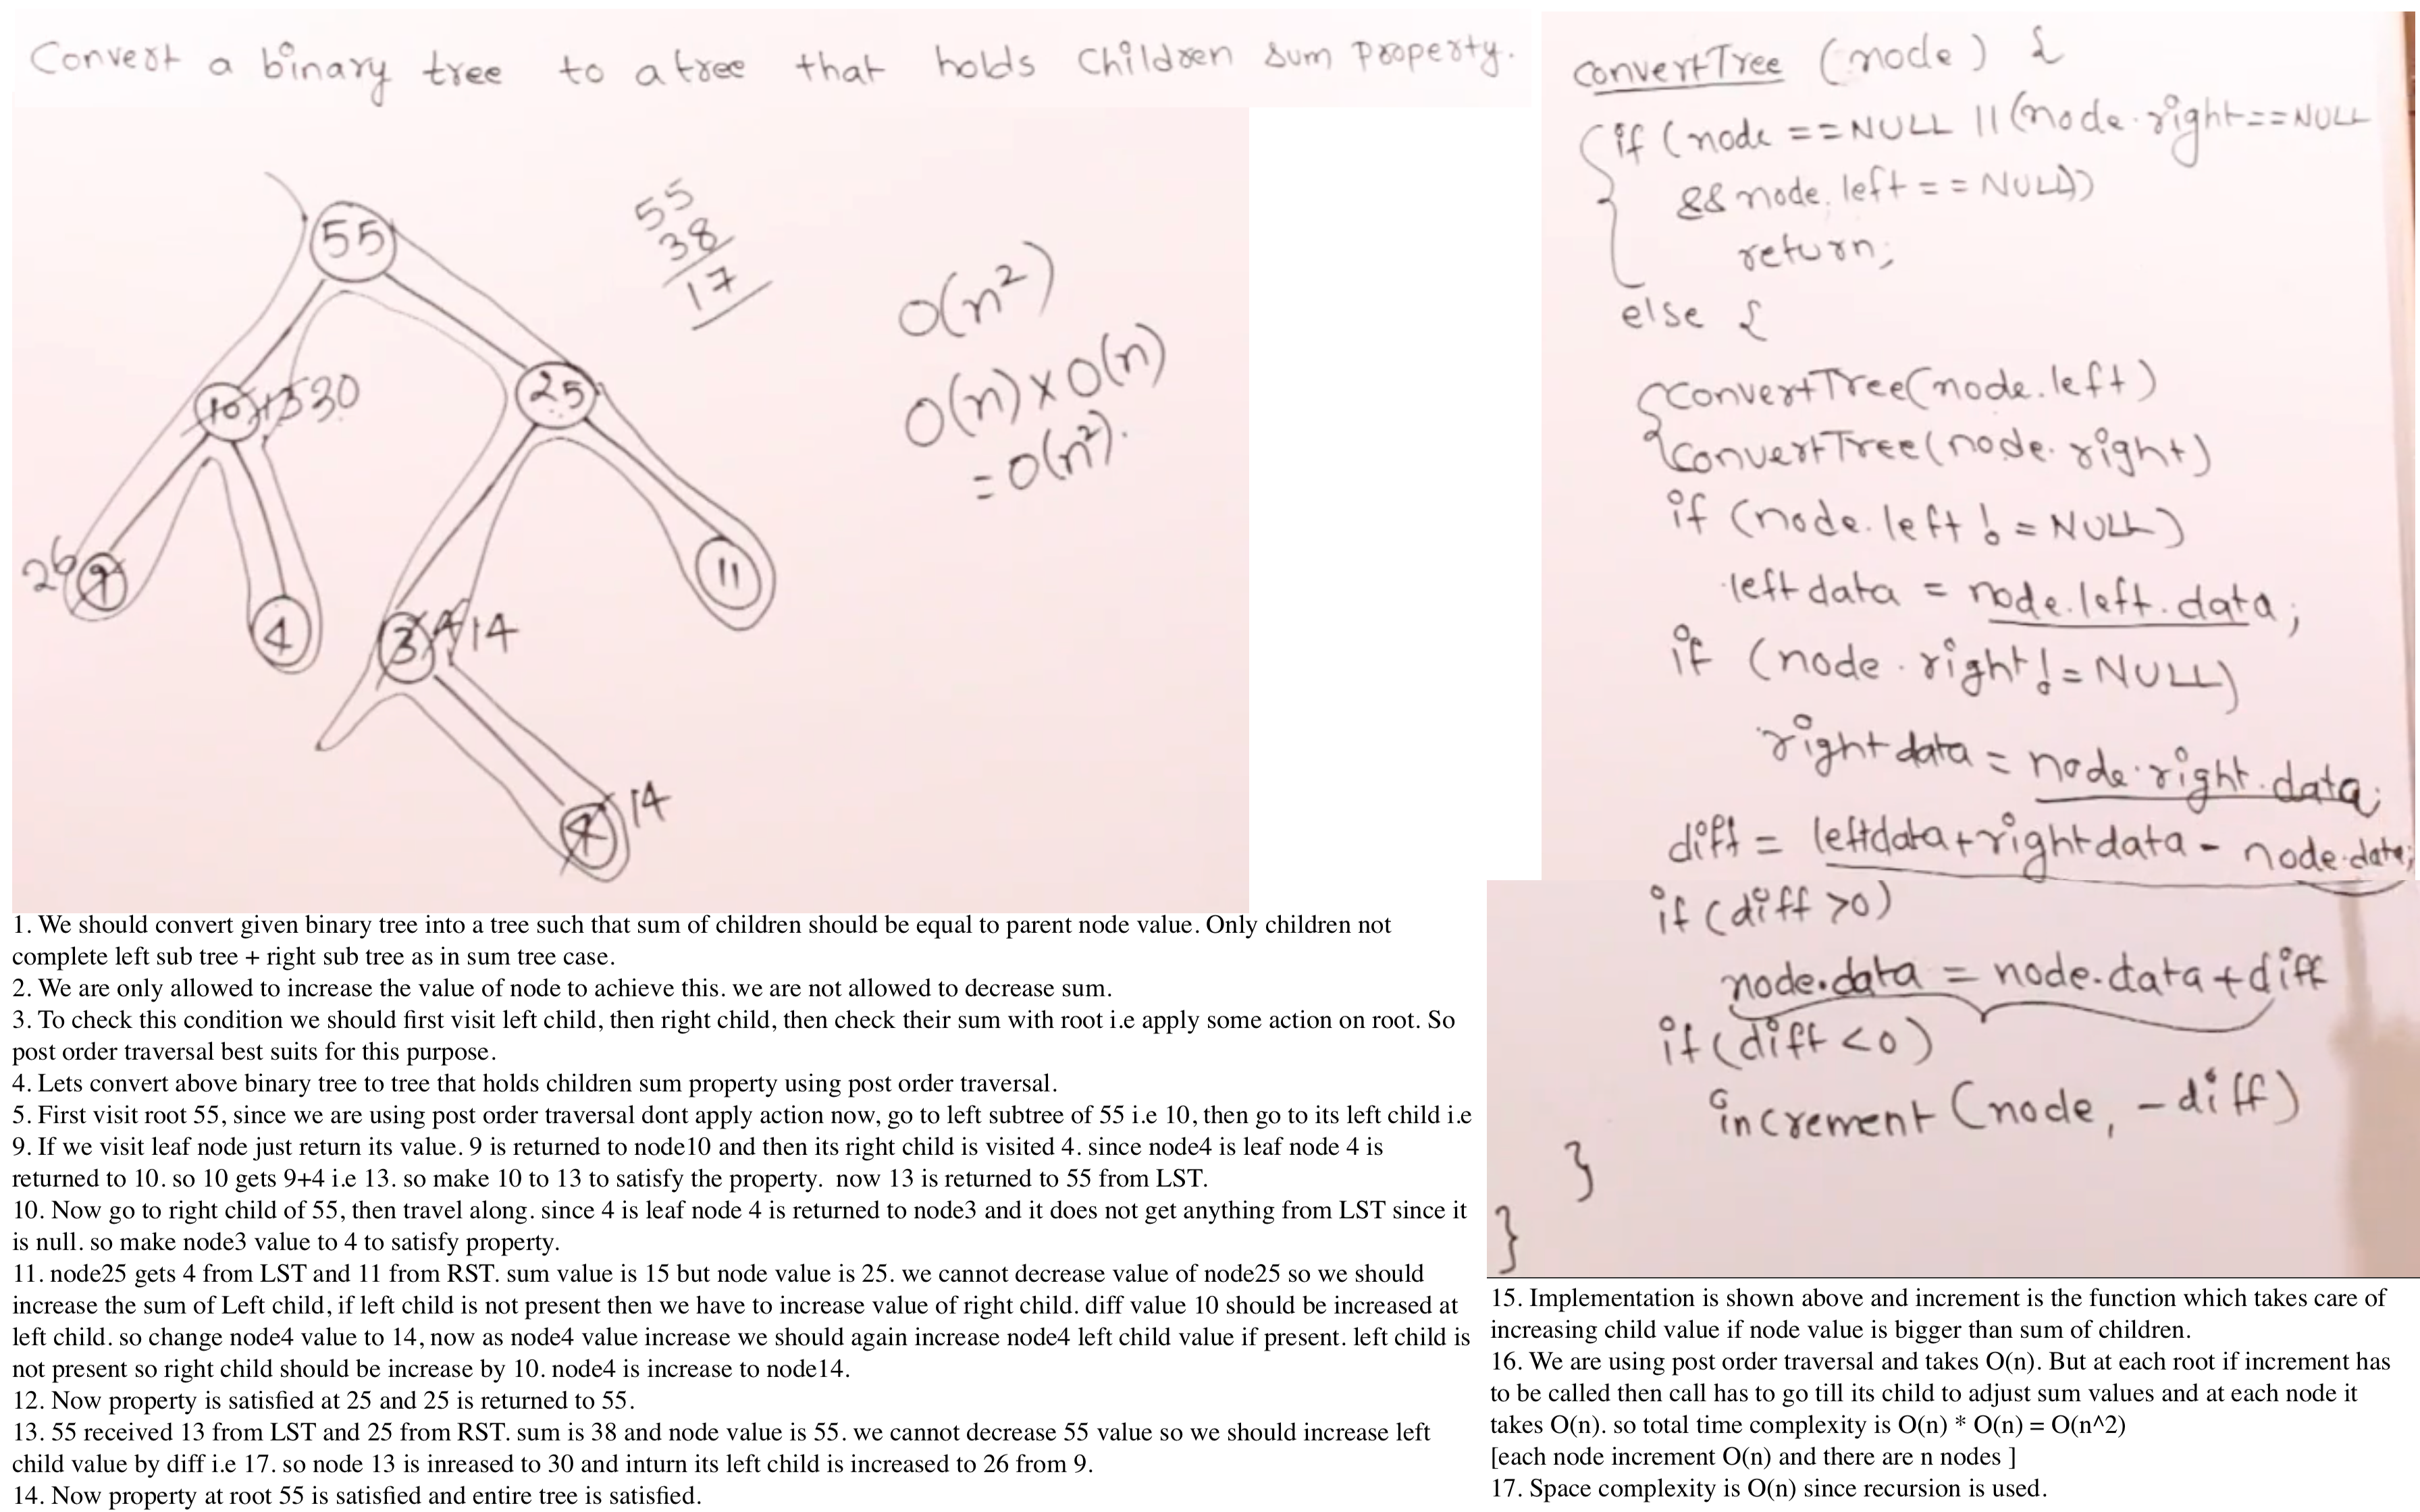 Convert a binary tree to a tree that holds Children sum Property.
55
55
38
17
O(n²)
O(n) x O(n)
= O(n²).
10 13 30
25
26 9
4
3 4 14
11
4 14
1. We should convert given binary tree into a tree such that sum of children should be equal to parent node value. Only children not
complete left sub tree + right sub tree as in sum tree case.
2. We are only allowed to increase the value of node to achieve this. we are not allowed to decrease sum.
3. To check this condition we should first visit left child, then right child, then check their sum with root i.e apply some action on root. So
post order traversal best suits for this purpose.
4. Lets convert above binary tree to tree that holds children sum property using post order traversal.
5. First visit root 55, since we are using post order traversal dont apply action now, go to left subtree of 55 i.e 10, then go to its left child i.e
9. If we visit leaf node just return its value. 9 is returned to node10 and then its right child is visited 4. since node4 is leaf node 4 is
returned to 10. so 10 gets 9+4 i.e 13. so make 10 to 13 to satisfy the property. now 13 is returned to 55 from LST.
10. Now go to right child of 55, then travel along. since 4 is leaf node 4 is returned to node3 and it does not get anything from LST since it
is null. so make node3 value to 4 to satisfy property.
11. node25 gets 4 from LST and 11 from RST. sum value is 15 but node value is 25. we cannot decrease value of node25 so we should
increase the sum of Left child, if left child is not present then we have to increase value of right child. diff value 10 should be increased at
left child. so change node4 value to 14, now as node4 value increase we should again increase node4 left child value if present. left child is
not present so right child should be increase by 10. node4 is increase to node14.
12. Now property is satisfied at 25 and 25 is returned to 55.
13. 55 received 13 from LST and 25 from RST. sum is 38 and node value is 55. we cannot decrease 55 value so we should increase left
child value by diff i.e 17. so node 13 is inreased to 30 and inturn its left child is increased to 26 from 9.
14. Now property at root 55 is satisfied and entire tree is satisfied.
convertTree (node) {
if (node == NULL || (node.right == NULL
&& node.left == NULL))
return;
else {
ConvertTree(node.left)
ConvertTree(node.right)
if (node.left != NULL)
left data = node.left.data;
if (node.right != NULL)
right data = node.right.data;
diff = leftdata + rightdata - node.data;
if (diff >0)
node.data = node.data + diff
if (diff <0)
increment (node, -diff)
}
}
15. Implementation is shown above and increment is the function which takes care of
increasing child value if node value is bigger than sum of children.
16. We are using post order traversal and takes O(n). But at each root if increment has
to be called then call has to go till its child to adjust sum values and at each node it
takes O(n). so total time complexity is O(n) * O(n) = O(n^2)
[each node increment O(n) and there are n nodes ]
17. Space complexity is O(n) since recursion is used.